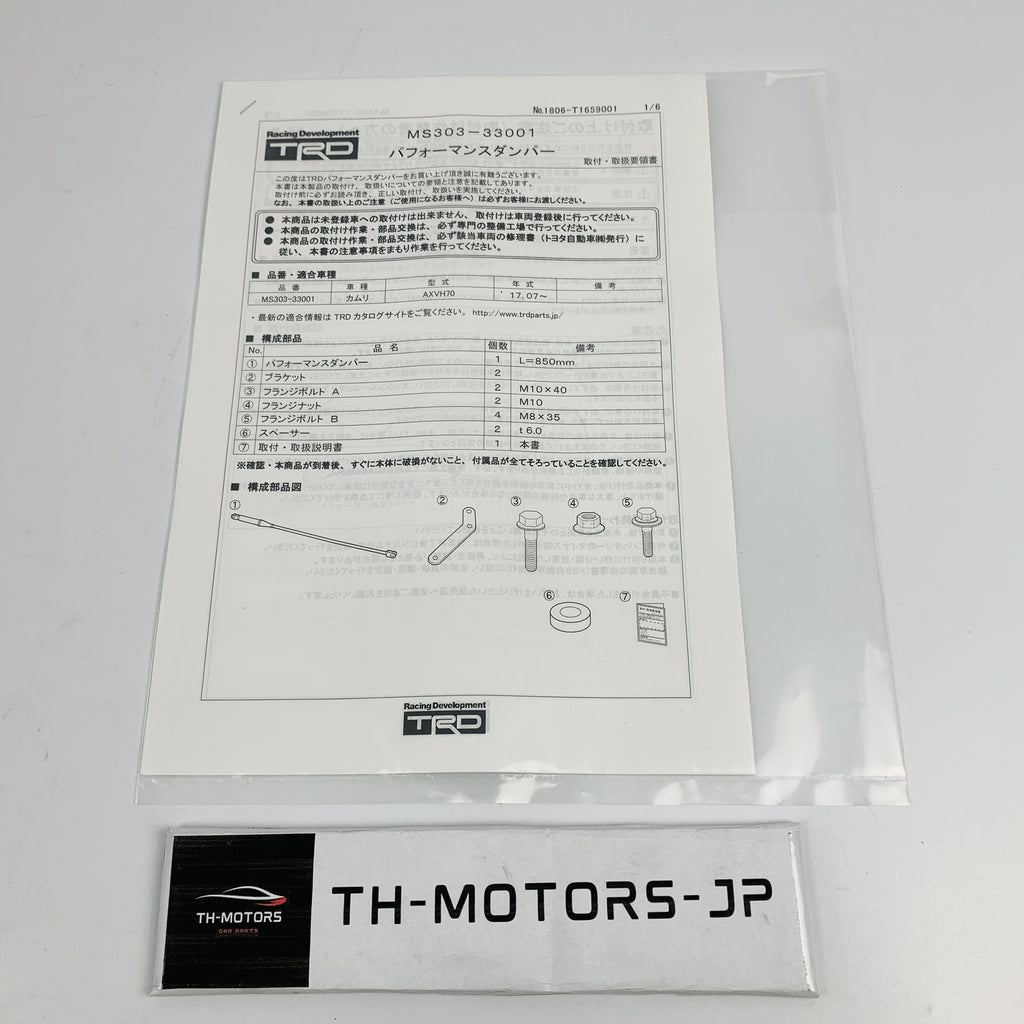 No.1806-T1659001 1/6
Racing Development
TRD
MS303-33001
パフォーマンスダンパー
取付・取扱要領書
この度はTRDパフォーマンスダンパーをお買い上げ頂き誠に有難うございます。
本書は本製品の取付け、取扱いについての要領と注意を記載してあります。
取付け前に必ずお読み頂き、正しい取付け、取扱いを実施してください。
なお、本書の取扱い上のご注意（ご使用になるお客様へ）は必ずお客様にお渡しください。
● 本商品は未登録車への取付けは出来ません、取付けは車両登録後に行ってください。
● 本商品の取付け作業・部品交換は、必ず専門の整備工場で行ってください。
● 本商品の取付け作業・部品交換は、必ず該当車両の修理書（トヨタ自動車㈱発行）に
従い、本書の注意事項をまもり作業を行ってください。
■ 品番・適合車種
品番 車種 型式 年式 備考
MS303-33001 カムリ AXVH70 '17.07～
・最新の適合情報は TRD カタログサイトをご覧ください。 http://www.trdparts.jp/
■ 構成部品
No. 品名 個数 備考
① パフォーマンスダンパー 1 L=850mm
② ブラケット 2
③ フランジボルト A 2 M10×40
④ フランジナット 2 M10
⑤ フランジボルト B 4 M8×35
⑥ スペーサー 2 t6.0
⑦ 取付・取扱説明書 1 本書
※確認・本商品が到着後、すぐに本体に破損がないこと、付属品が全てそろっていることを確認してください。
■ 構成部品図
① ② ③ ④ ⑤
⑥ ⑦
Racing Development
TRD
TH-MOTORS
CAR PARTS
TH-MOTORS-JP